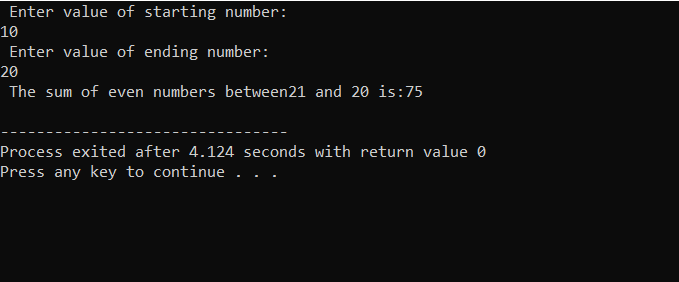 Enter value of starting number:
10
Enter value of ending number:
20
The sum of even numbers between21 and 20 is:75
--------------------------------
Process exited after 4.124 seconds with return value 0
Press any key to continue . . .